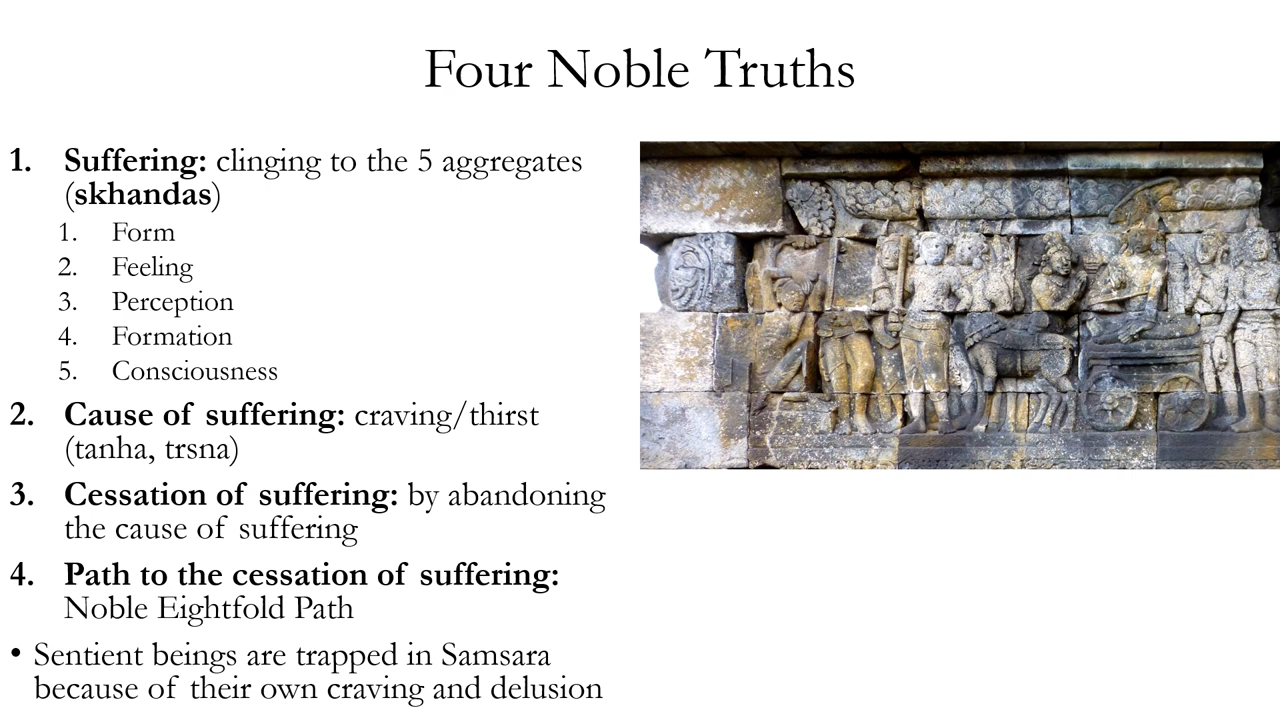 Four Noble Truths
1. Suffering: clinging to the 5 aggregates
(skhandas)
1. Form
2. Feeling
3. Perception
4. Formation
5. Consciousness
2. Cause of suffering: craving/thirst
(tanha, trsna)
3. Cessation of suffering: by abandoning
the cause of suffering
4. Path to the cessation of suffering:
Noble Eightfold Path
• Sentient beings are trapped in Samsara
because of their own craving and delusion